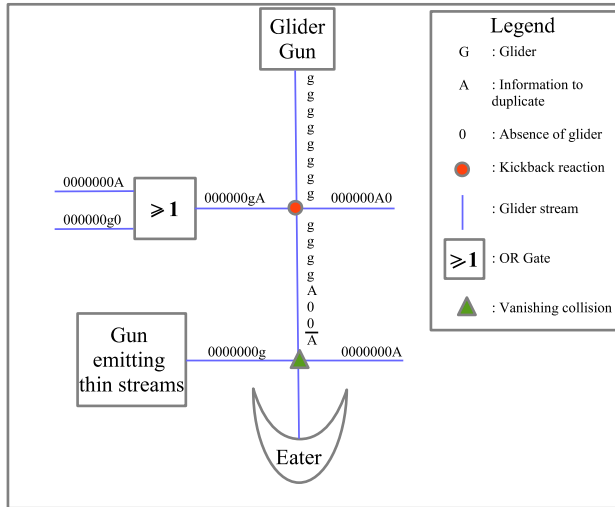 Glider
Gun
g
g
g
g
g
g
g
0000000A
000000g0
⩾1
000000gA
000000A0
g
g
g
g
A
0
0
A
Gun
emitting
thin streams
0000000g
0000000A
Eater
Legend
G : Glider
A : Information to
duplicate
0 : Absence of glider
: Kickback reaction
: Glider stream
⩾1 : OR Gate
: Vanishing collision